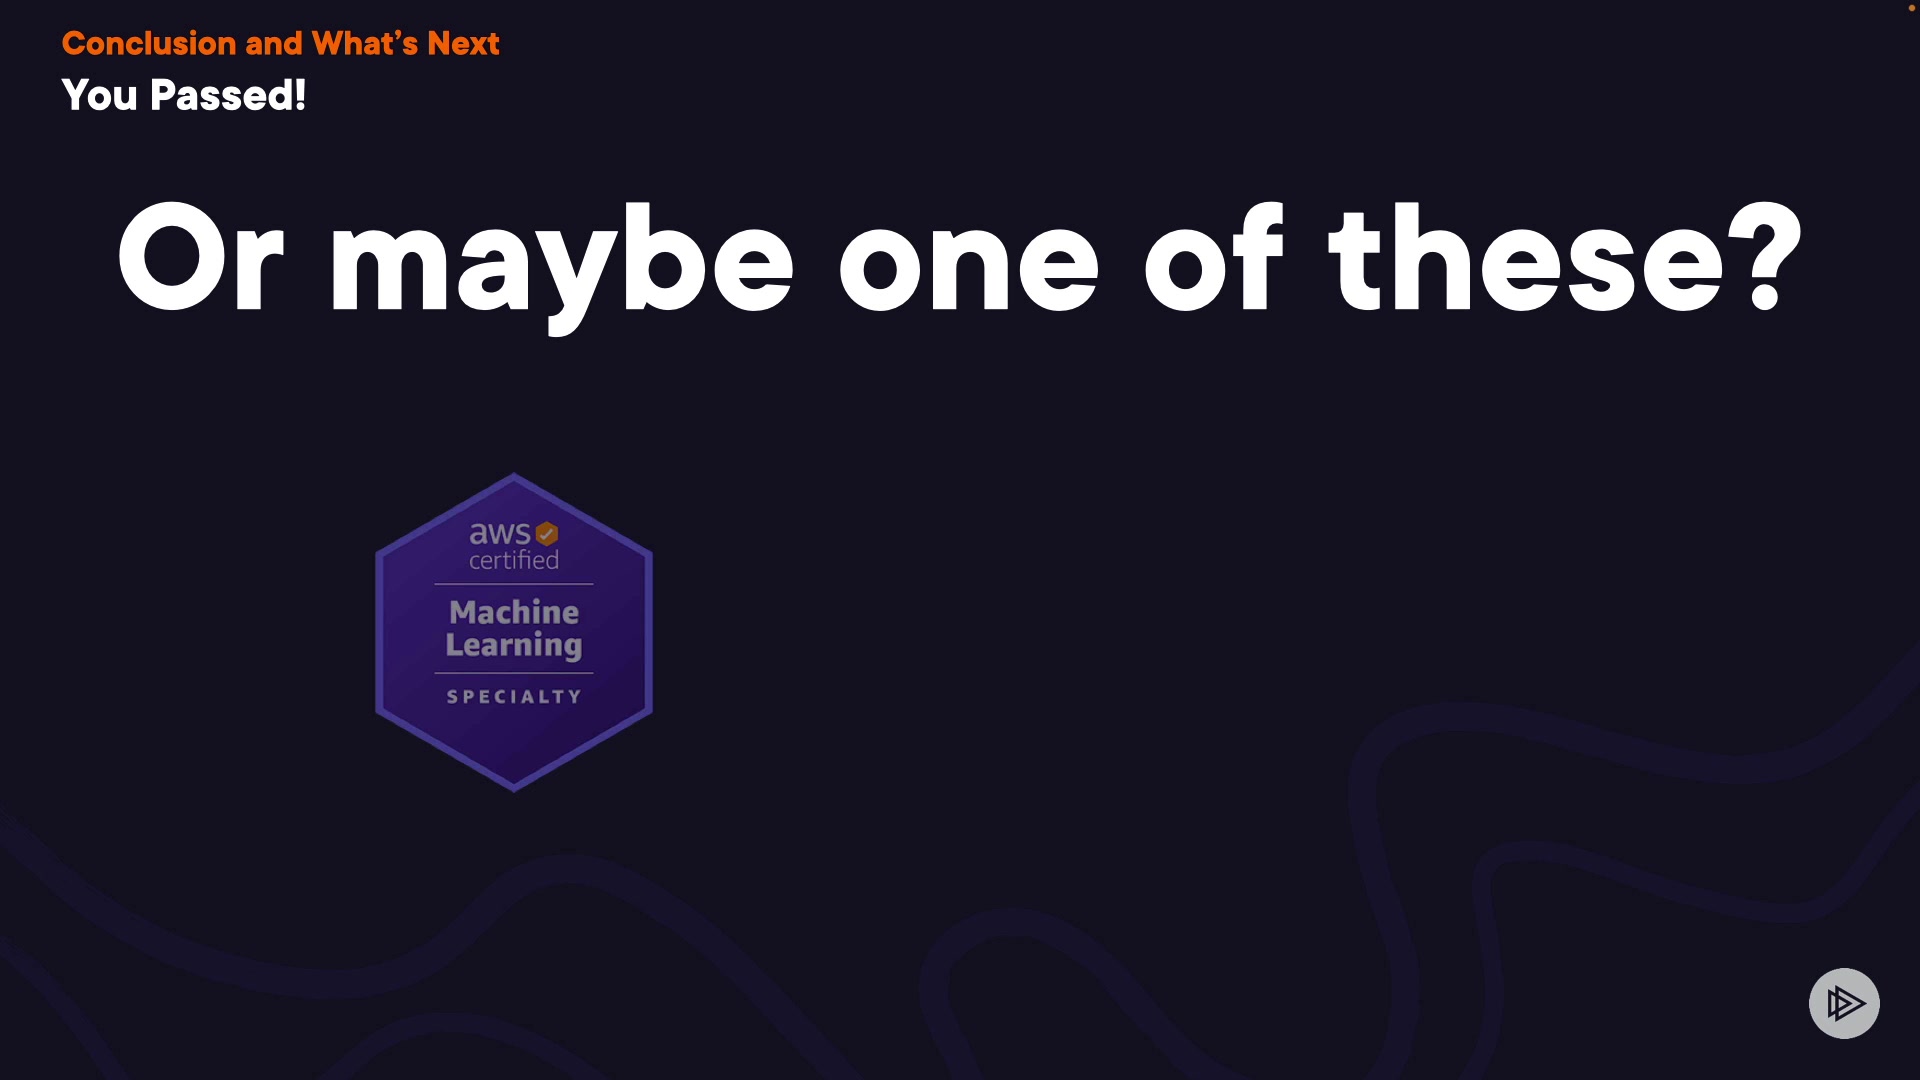 Conclusion and What’s Next
You Passed!
Or maybe one of these?
aws
certified
Machine
Learning
SPECIALTY